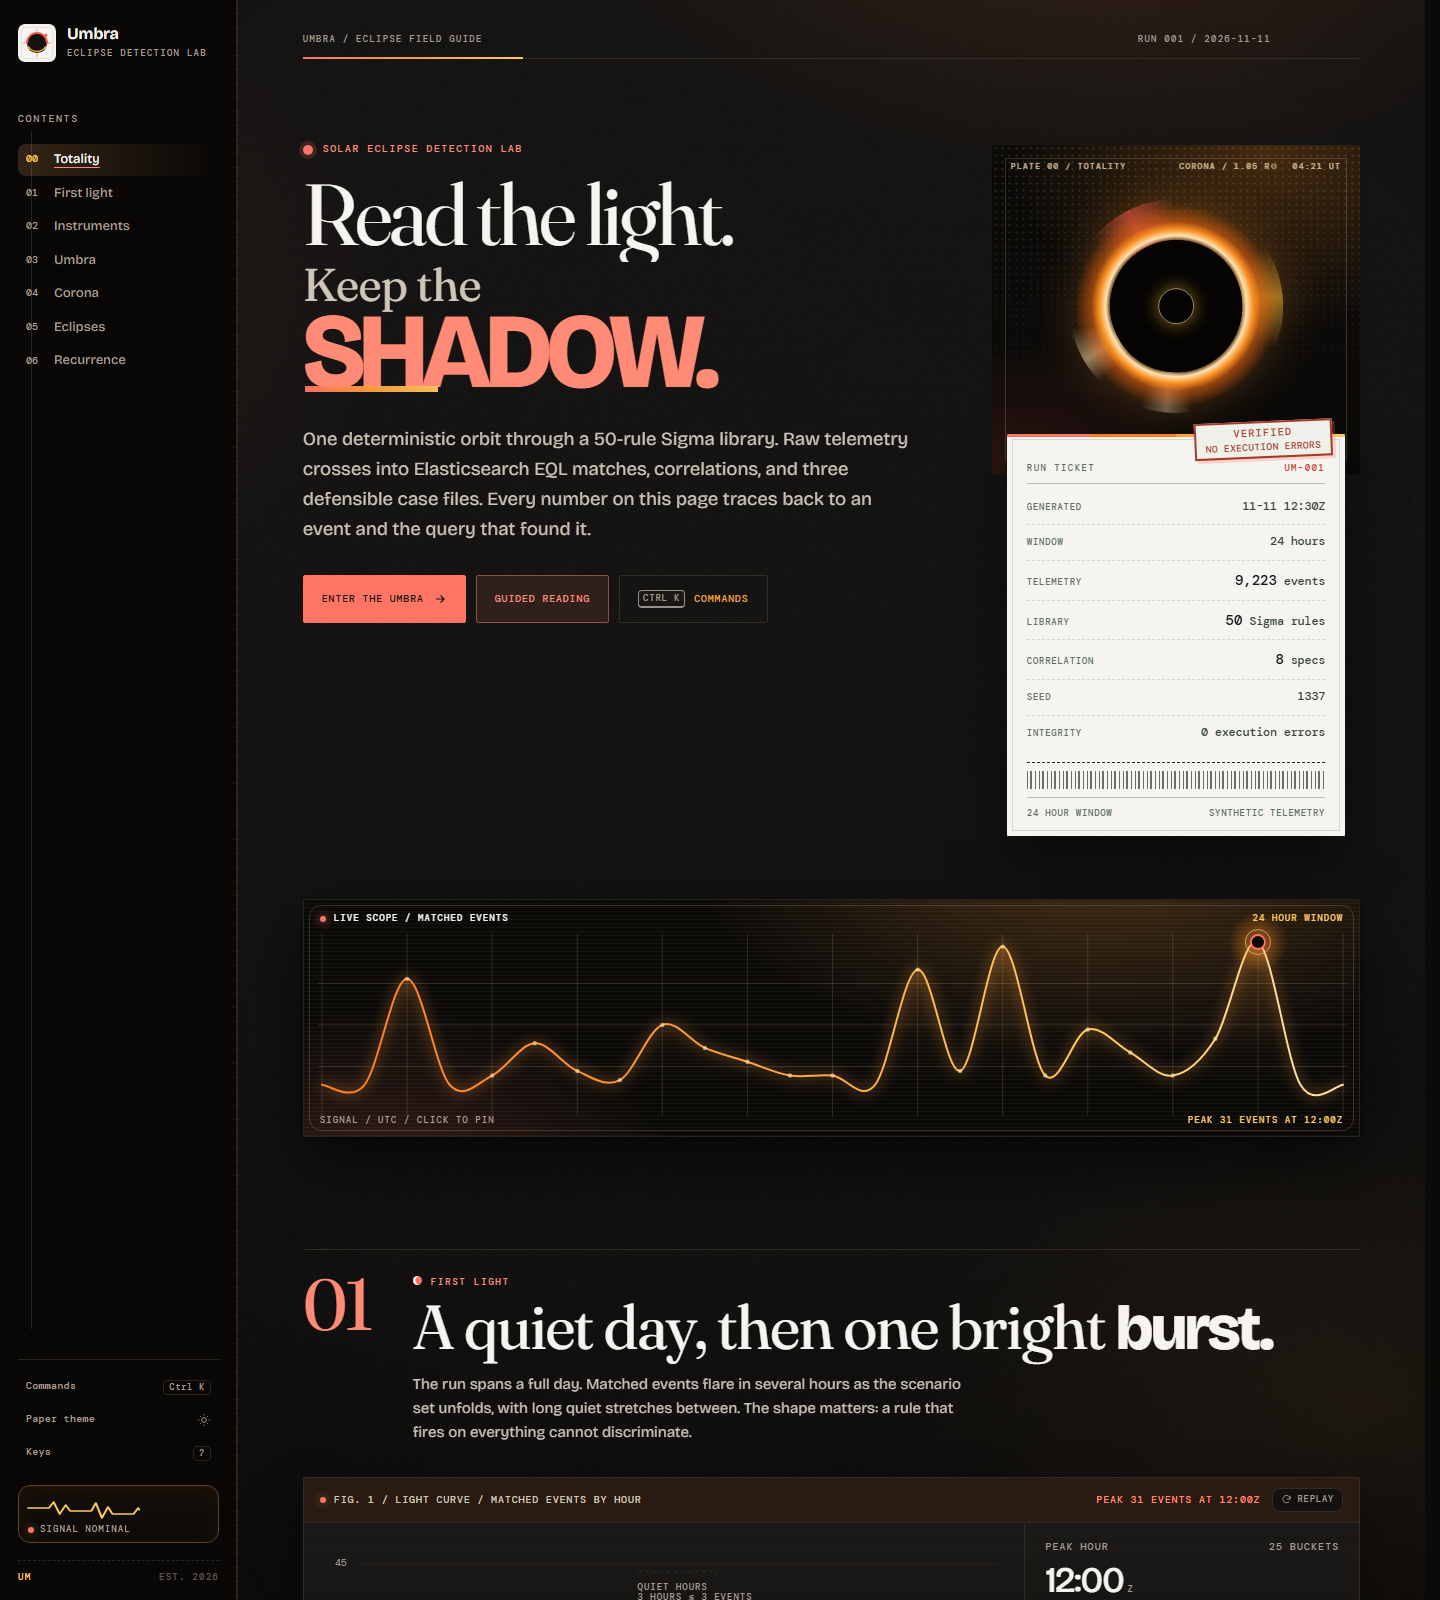 Umbra
ECLIPSE DETECTION LAB
CONTENTS
00 Totality
01 First light
02 Instruments
03 Umbra
04 Corona
05 Eclipses
06 Recurrence
Commands Ctrl K
Paper theme
Keys ?
SIGNAL NOMINAL
UM EST. 2026
UMBRA / ECLIPSE FIELD GUIDE
RUN 001 / 2026-11-11
SOLAR ECLIPSE DETECTION LAB
Read the light.
Keep the
SHADOW.
One deterministic orbit through a 50-rule Sigma library. Raw telemetry
crosses into Elasticsearch EQL matches, correlations, and three
defensible case files. Every number on this page traces back to an
event and the query that found it.
ENTER THE UMBRA →
GUIDED READING
CTRL K COMMANDS
PLATE 00 / TOTALITY
CORONA / 1.05 R⊙ 04:21 UT
VERIFIED
NO EXECUTION ERRORS
RUN TICKET UM-001
GENERATED 11-11 12:30Z
WINDOW 24 hours
TELEMETRY 9,223 events
LIBRARY 50 Sigma rules
CORRELATION 8 specs
SEED 1337
INTEGRITY 0 execution errors
24 HOUR WINDOW SYNTHETIC TELEMETRY
LIVE SCOPE / MATCHED EVENTS
24 HOUR WINDOW
SIGNAL / UTC / CLICK TO PIN
PEAK 31 EVENTS AT 12:00Z
01
FIRST LIGHT
A quiet day, then one bright burst.
The run spans a full day. Matched events flare in several hours as the scenario
set unfolds, with long quiet stretches between. The shape matters: a rule that
fires on everything cannot discriminate.
FIG. 1 / LIGHT CURVE / MATCHED EVENTS BY HOUR
PEAK 31 EVENTS AT 12:00Z
REPLAY
45
QUIET HOURS
3 HOURS ≤ 3 EVENTS
PEAK HOUR 25 BUCKETS
12:00 Z